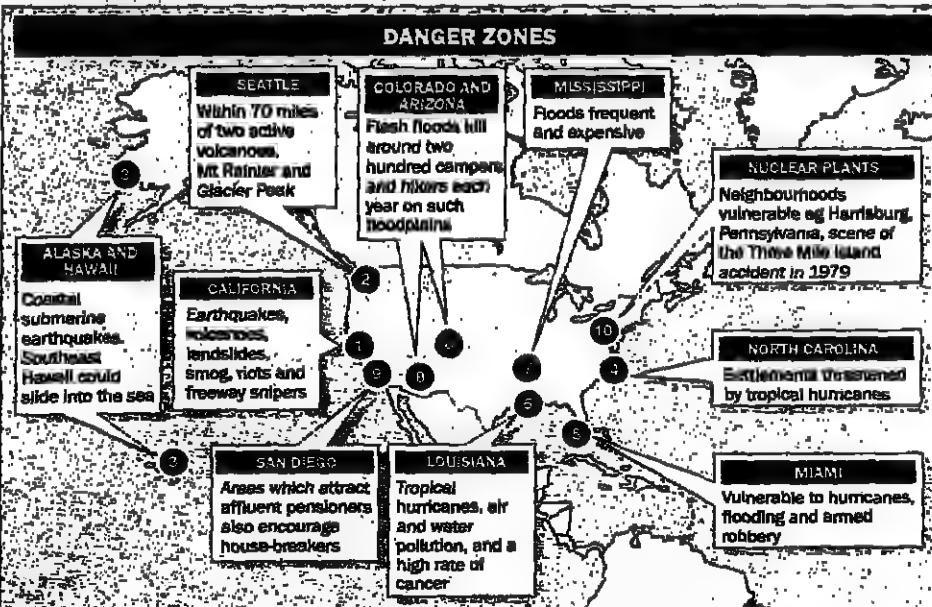 DANGER ZONES
SEATTLE
Within 70 miles
of two active
volcanoes,
Mt Rainier and
Glacier Peak
COLORADO AND
ARIZONA
Flash floods kill
around two
hundred campers
and hikers each
year on such
floodplains
MISSISSIPPI
Floods frequent
and expensive
NUCLEAR PLANTS
Neighbourhoods
vulnerable eg Harrisburg,
Pennsylvania, scene of
the Three Mile Island
accident in 1979
ALASKA AND
HAWAII
Coastal
submarine
earthquakes.
Southeast
Hawaii could
slide into the sea
CALIFORNIA
Earthquakes,
volcanoes,
landslides,
smog, riots and
freeway snipers
NORTH CAROLINA
Settlements threatened
by tropical hurricanes
SAN DIEGO
Areas which attract
affluent pensioners
also encourage
house-breakers
LOUISIANA
Tropical
hurricanes, air
and water
pollution, and a
high rate of
cancer
MIAMI
Vulnerable to hurricanes,
flooding and armed
robbery
3
2
1
9
10
4
3